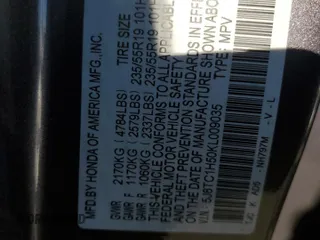 MFD.BY HONDA OF AMERICA MFG.,INC.
TIRE SIZE
GVWR 2170KG (4784LBS)
GAWR F 1170KG (2579LBS) 235/55R19 101H
GAWR R 1060KG (2337LBS) 235/55R19 101H
THIS VEHICLE CONFORMS TO ALL APPLICABLE
FEDERAL MOTOR VEHICLE SAFETY
AND THEFT PREVENTION STANDARDS IN EFFECT
ON THE DATE OF MANUFACTURE SHOWN ABOVE
V.I.N. 5J8TC1H50KL009035 TYPE: MPV